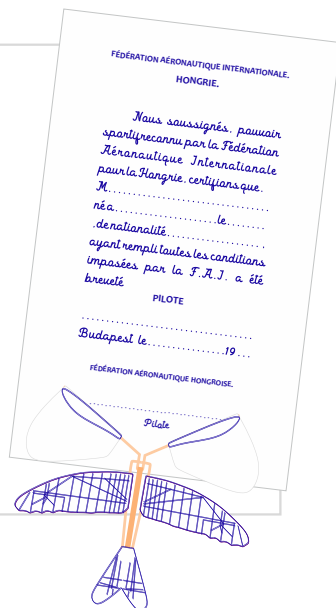 FÉDÉRATION AÉRONAUTIQUE INTERNATIONALE.
HONGRIE.
Nous soussignés, pouvoir
sportif reconnu par la Fédération
Aéronautique Internationale
pour la Hongrie, certifions que.
M..............................
né a....................le........
.de nationalité....................
ayant rempli toutes les conditions
imposées par la F.A.I. a été
breveté
PILOTE
..................................
Budapest le...............19...
FÉDÉRATION AÉRONAUTIQUE HONGROISE.
..................................
Pilote